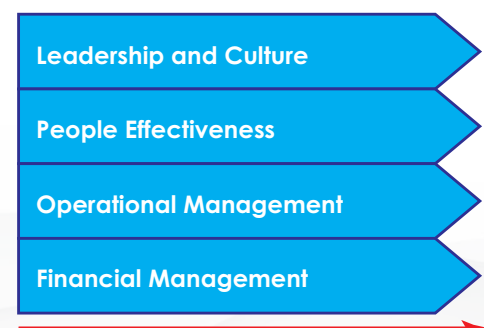 Leadership and Culture
People Effectiveness
Operational Management
Financial Management